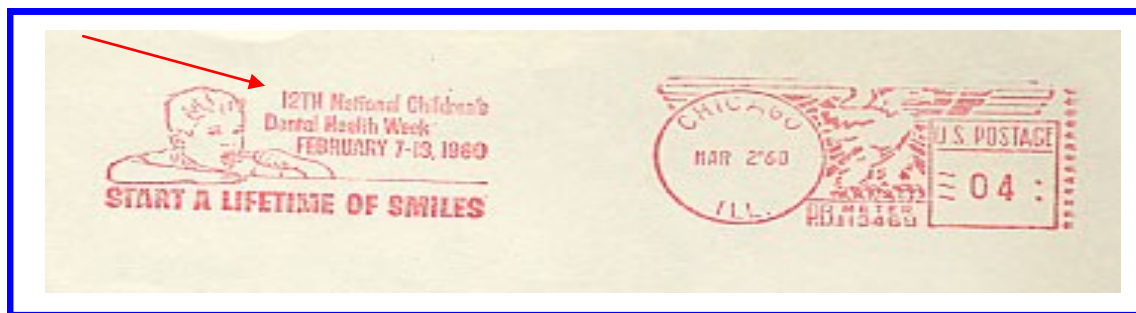 12TH National Children's
Dental Health Week
FEBRUARY 7-13, 1960
START A LIFETIME OF SMILES
CHICAGO
MAR 2'60
ILL.
U.S. POSTAGE
04
METER